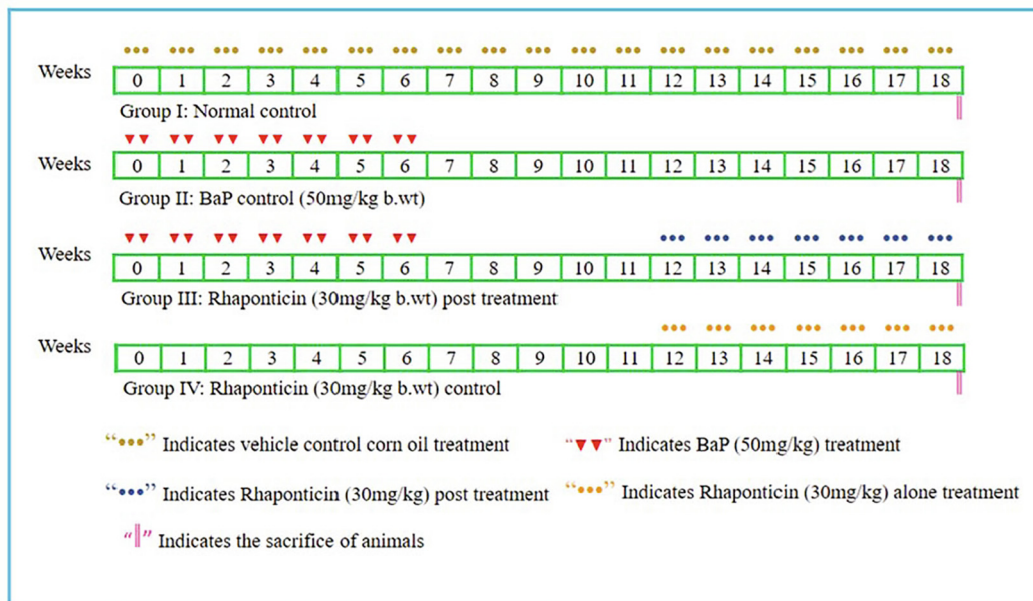 Weeks 0 1 2 3 4 5 6 7 8 9 10 11 12 13 14 15 16 17 18
Group I: Normal control
Weeks 0 1 2 3 4 5 6 7 8 9 10 11 12 13 14 15 16 17 18
Group II: BaP control (50mg/kg b.wt)
Weeks 0 1 2 3 4 5 6 7 8 9 10 11 12 13 14 15 16 17 18
Group III: Rhaponticin (30mg/kg b.wt) post treatment
Weeks 0 1 2 3 4 5 6 7 8 9 10 11 12 13 14 15 16 17 18
Group IV: Rhaponticin (30mg/kg b.wt) control
“•••” Indicates vehicle control corn oil treatment
“▼▼” Indicates BaP (50mg/kg) treatment
“•••” Indicates Rhaponticin (30mg/kg) post treatment
“•••” Indicates Rhaponticin (30mg/kg) alone treatment
“║” Indicates the sacrifice of animals